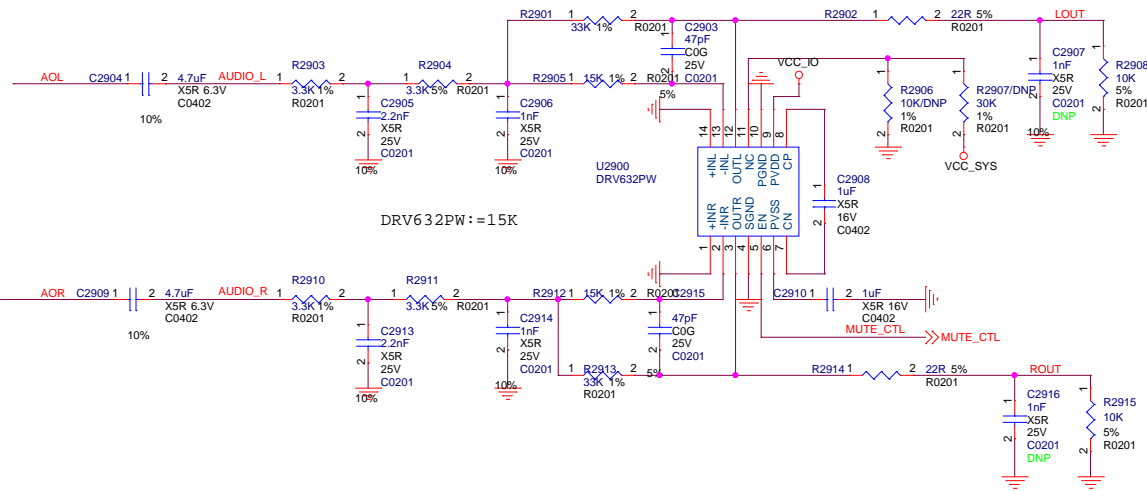 R2901 1 2 C2903 R2902 1 2 22R 5% LOUT
33K 1% R0201 47pF R0201
C0G
25V
C0201
AOL C2904 1 2 4.7uF AUDIO_L R2903 R2904 R2905 1 15K 1% 2 R0201
X5R 6.3V 1 2 1 2 5%
C0402 3.3K 1% 3.3K 5% R0201
10% R0201
C2905
2.2nF
X5R
25V
C0201
10%
C2906
1nF
X5R
25V
C0201
10%
VCC_IO
R2906
10K/DNP
1%
R0201
R2907/DNP
30K
1%
R0201
VCC_SYS
C2907
1nF
X5R
25V
C0201
DNP
10%
R2908
10K
5%
R0201
14 13 12 11 10 9 8
U2900
DRV632PW
+INL -INL OUTL NC PGND PVDD CP
+INR -INR OUTR SGND EN PVSS CN
1 2 3 4 5 6 7
C2908
1uF
X5R
16V
C0402
DRV632PW:=15K
AOR C2909 1 2 4.7uF AUDIO_R R2910 R2911 R2912 1 15K 1% 2 R0201
X5R 6.3V 1 2 1 2
C0402 3.3K 1% 3.3K 5% R0201
10% R0201
C2913
2.2nF
X5R
25V
C0201
10%
C2914
1nF
X5R
25V
C0201
10%
C2915
47pF
C0G
25V
C0201
5%
C2910 1 2 1uF
X5R 16V
C0402
MUTE_CTL MUTE_CTL
R2913 1 2
33K 1%
R0201
R2914 1 2 22R 5% ROUT
R0201
C2916
1nF
X5R
25V
C0201
DNP
R2915
10K
5%
R0201